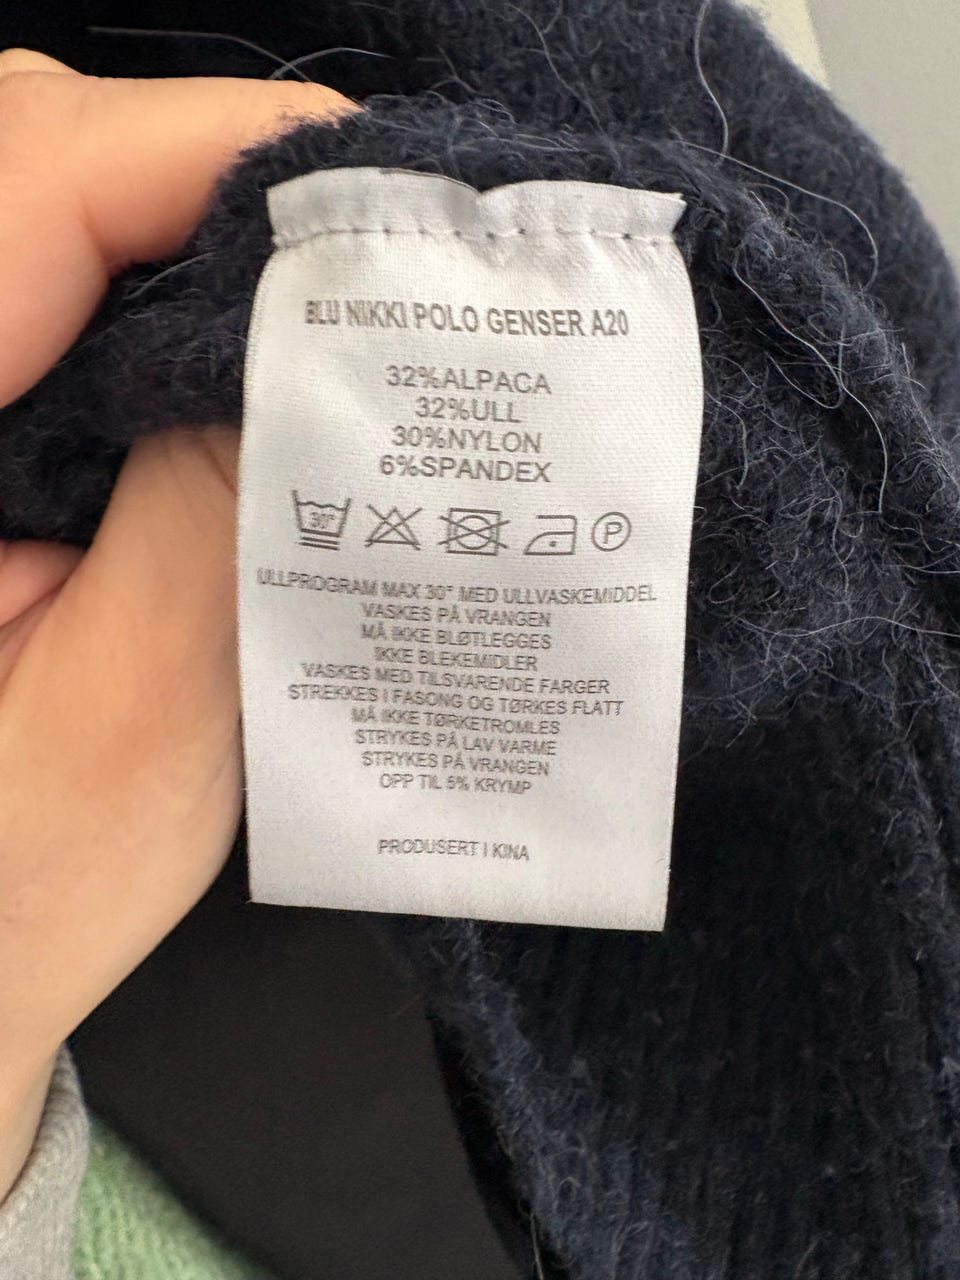 BLU NIKKI POLO GENSER A20
32%ALPACA
32%ULL
30%NYLON
6%SPANDEX
30° P
ULLPROGRAM MAX 30° MED ULLVASKEMIDDEL
VASKES PÅ VRANGEN
MÅ IKKE BLØTLEGGES
IKKE BLEKEMIDLER
VASKES MED TILSVARENDE FARGER
STREKKES I FASONG OG TØRKES FLATT
MÅ IKKE TØRKETROMLES
STRYKES PÅ LAV VARME
STRYKES PÅ VRANGEN
OPP TIL 5% KRYMP
PRODUSERT I KINA